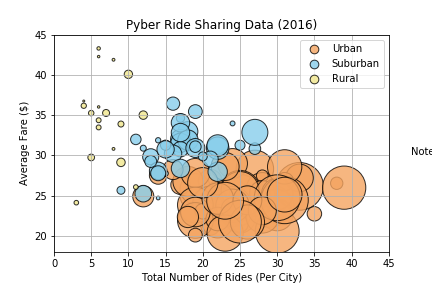 Pyber Ride Sharing Data (2016)
Urban
Suburban
Rural
Average Fare ($)
45
40
35
30
25
20
0 5 10 15 20 25 30 35 40 45
Total Number of Rides (Per City)
Note